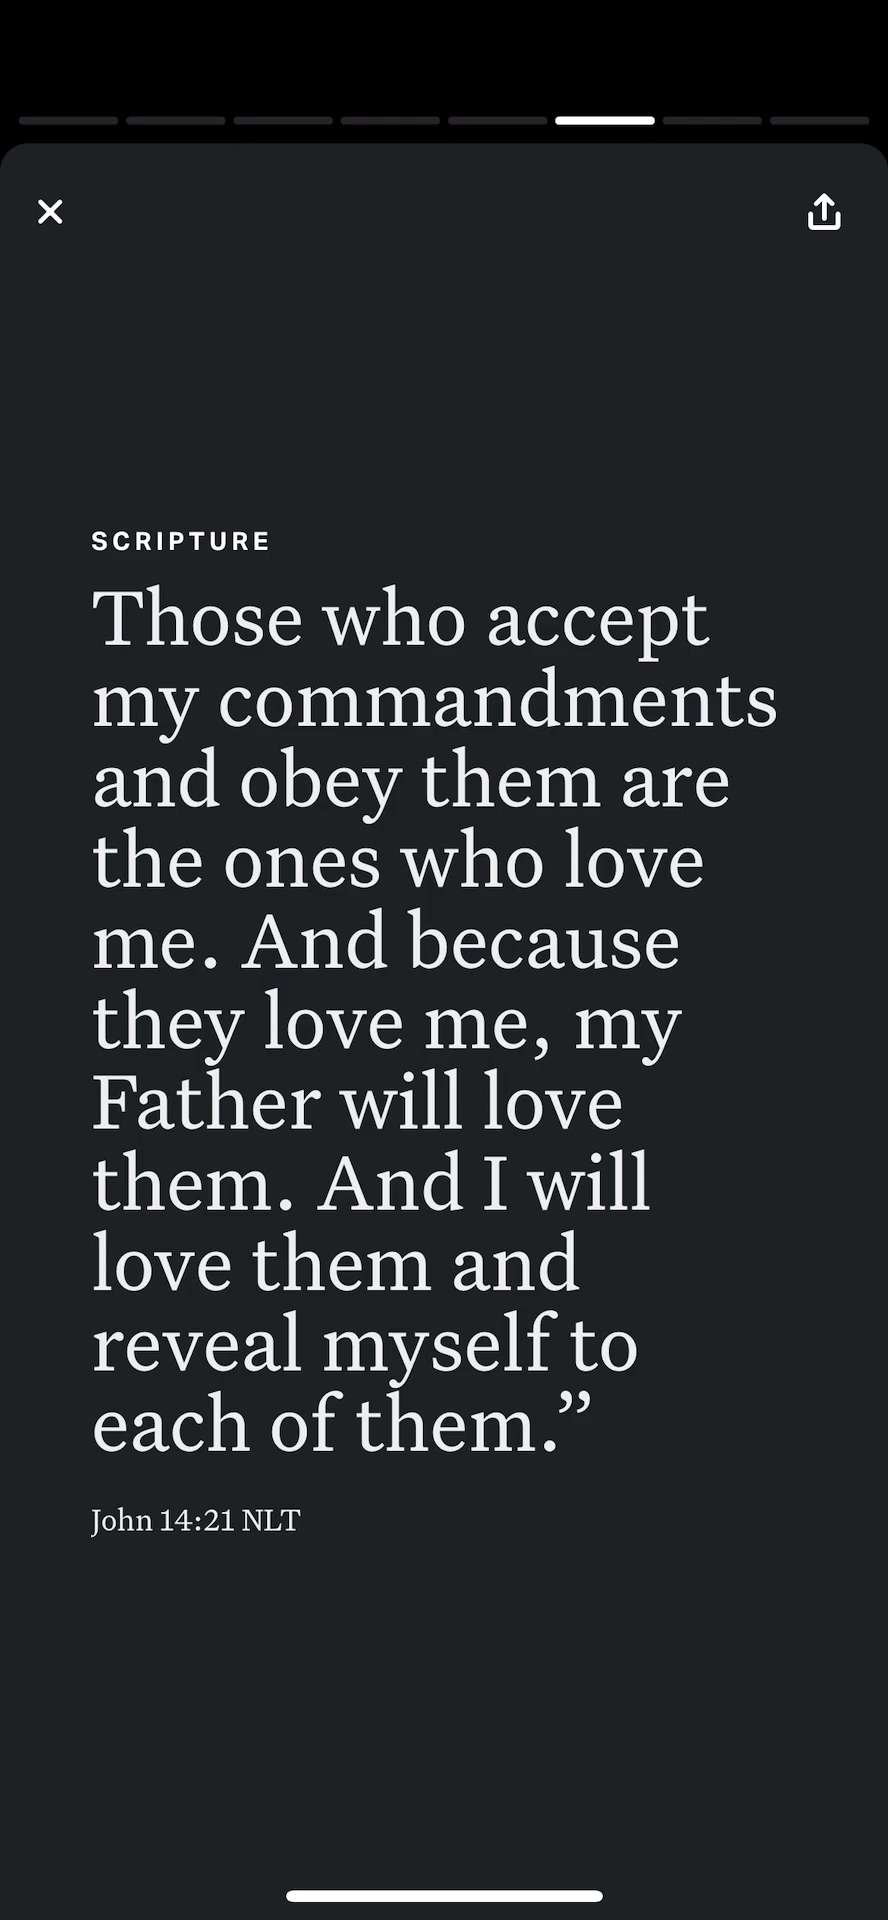 SCRIPTURE
Those who accept
my commandments
and obey them are
the ones who love
me. And because
they love me, my
Father will love
them. And I will
love them and
reveal myself to
each of them.”
John 14:21 NLT